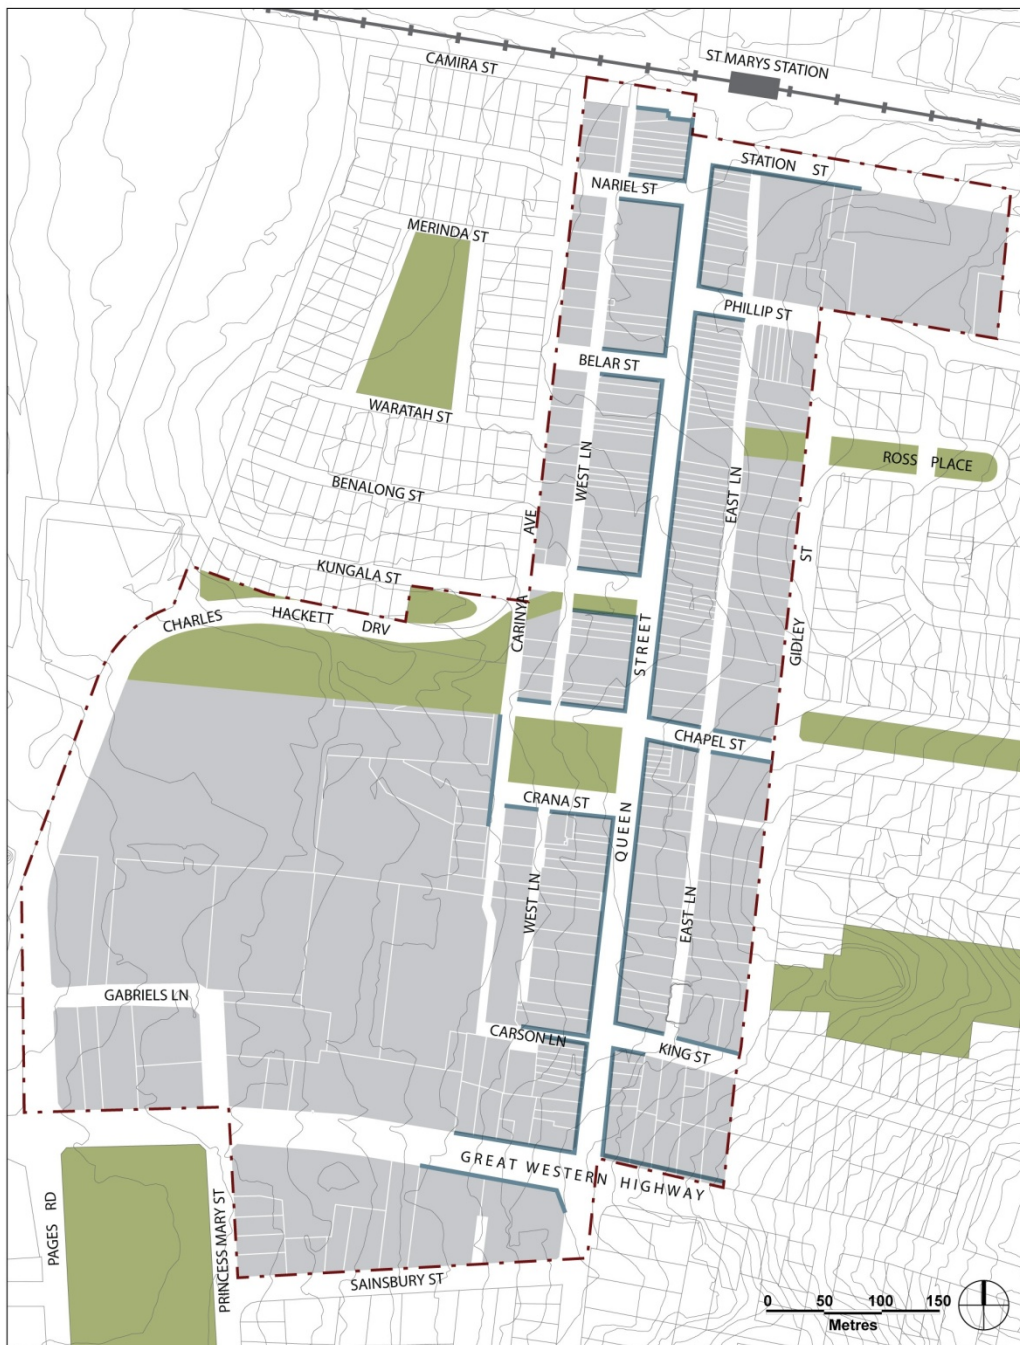 CAMIRA ST
ST MARYS STATION
STATION ST
NARIEL ST
MERINDA ST
PHILLIP ST
BELAR ST
WARATAH ST
WEST LN
EAST LN
ROSS PLACE
BENALONG ST
CARINYA AVE
GIDLEY ST
KUNGALA ST
CHARLES HACKETT DRV
QUEEN STREET
CHAPEL ST
CRANA ST
WEST LN
EAST LN
GABRIELS LN
CARSON LN
KING ST
GREAT WESTERN HIGHWAY
PAGES RD
PRINCESS MARY ST
SAINSBURY ST
0 50 100 150
Metres